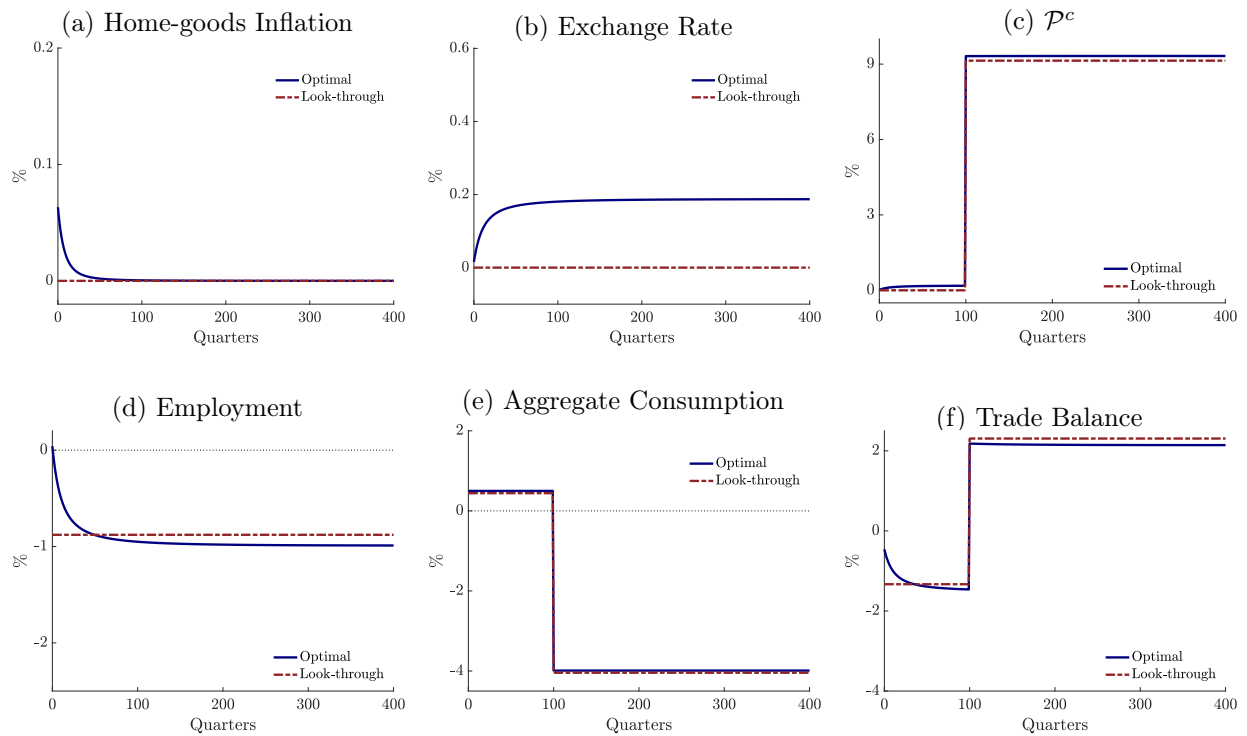 (a) Home-goods Inflation
0.2
0.1
0
%
0
100
200
300
400
Quarters
Optimal
Look-through
(b) Exchange Rate
0.6
0.4
0.2
0
%
0
100
200
300
400
Quarters
Optimal
Look-through
(c) 𝒫ᶜ
9
6
3
0
%
0
100
200
300
400
Quarters
Optimal
Look-through
(d) Employment
0
-1
-2
%
0
100
200
300
400
Quarters
Optimal
Look-through
(e) Aggregate Consumption
2
0
-2
-4
%
0
100
200
300
400
Quarters
Optimal
Look-through
(f) Trade Balance
2
0
-2
-4
%
0
100
200
300
400
Quarters
Optimal
Look-through